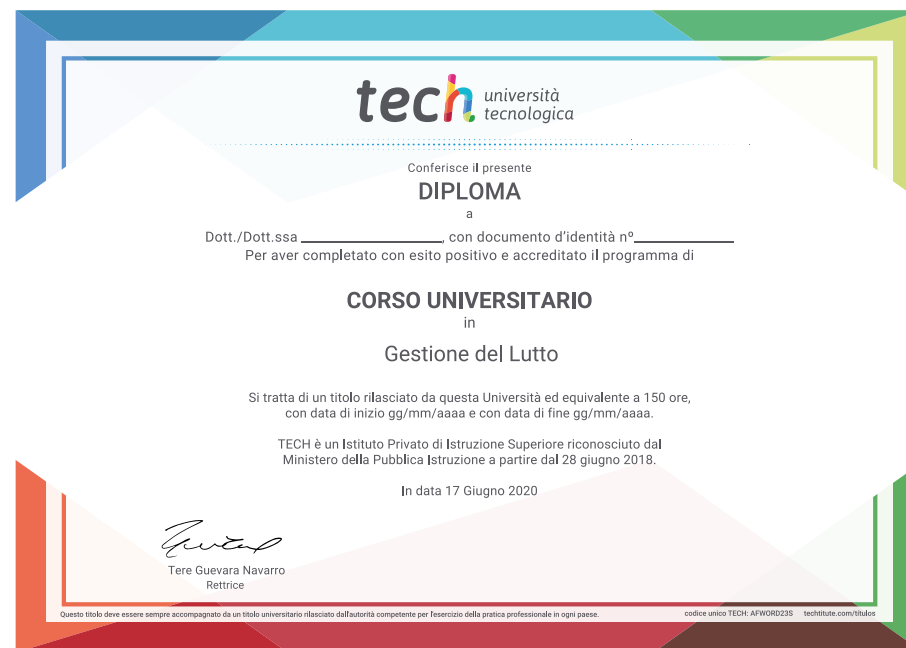 tech università
tecnologica
Conferisce il presente
DIPLOMA
a
Dott./Dott.ssa ______________, con documento d'identità nº__________
Per aver completato con esito positivo e accreditato il programma di
CORSO UNIVERSITARIO
in
Gestione del Lutto
Si tratta di un titolo rilasciato da questa Università ed equivalente a 150 ore,
con data di inizio gg/mm/aaaa e con data di fine gg/mm/aaaa.
TECH è un Istituto Privato di Istruzione Superiore riconosciuto dal
Ministero della Pubblica Istruzione a partire dal 28 giugno 2018.
In data 17 Giugno 2020
Tere Guevara Navarro
Rettrice
Questo titolo deve essere sempre accompagnato da un titolo universitario rilasciato dall'autorità competente per l'esercizio della pratica professionale in ogni paese. codice unico TECH: AFWORD23S techtitute.com/titulos